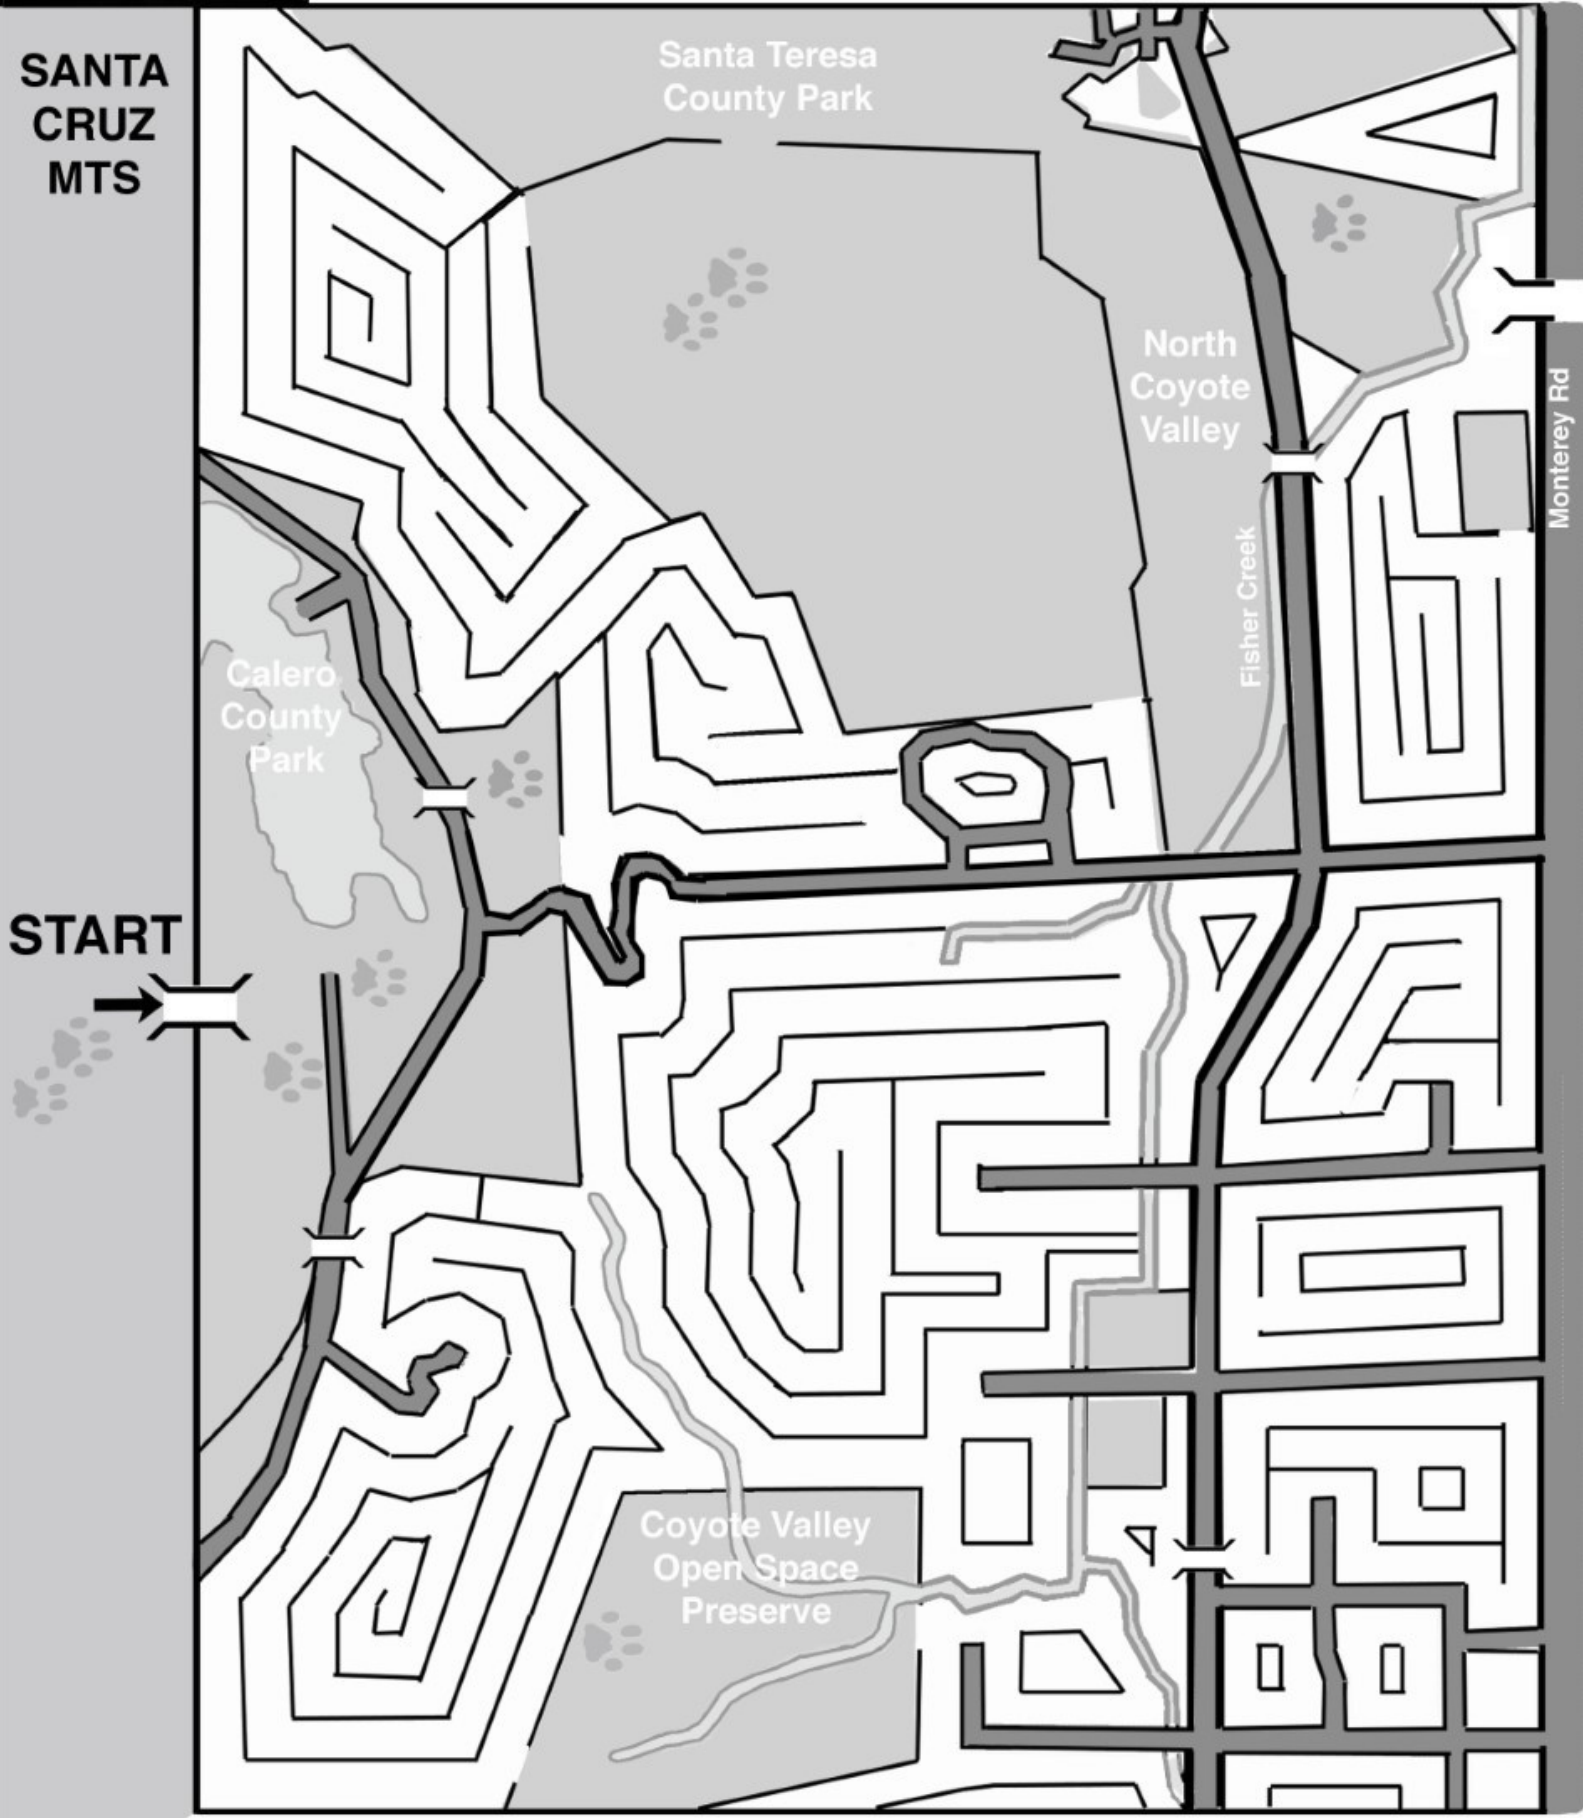 SANTA
CRUZ
MTS
Santa Teresa
County Park
North
Coyote
Valley
Monterey Rd
Fisher Creek
Calero
County
Park
START
Coyote Valley
Open Space
Preserve